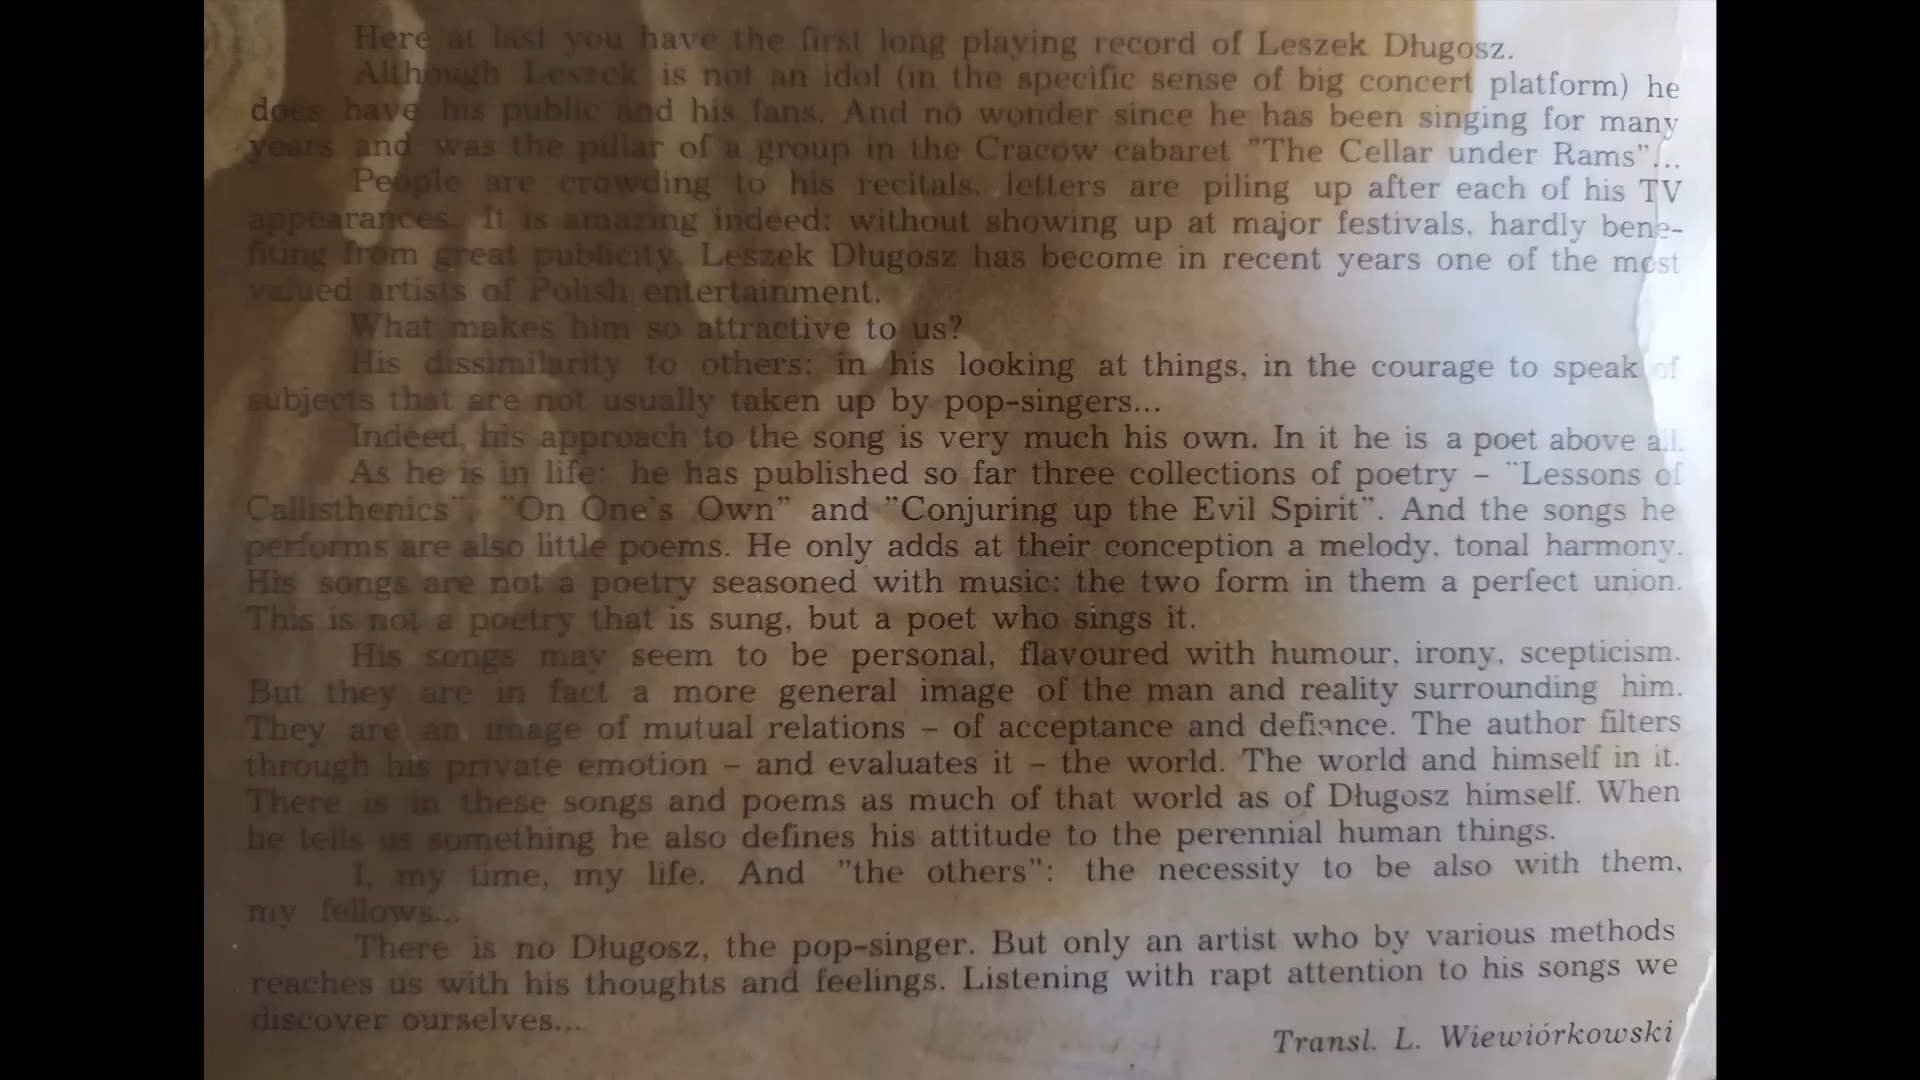 Here at last you have the first long playing record of Leszek Długosz.
Although Leszek is not an idol (in the specific sense of big concert platform) he
does have his public and his fans. And no wonder since he has been singing for many
years and was the pillar of a group in the Cracow cabaret "The Cellar under Rams"...
People are crowding to his recitals, letters are piling up after each of his TV
appearances. It is amazing indeed: without showing up at major festivals, hardly bene-
fiting from great publicity, Leszek Długosz has become in recent years one of the most
valued artists of Polish entertainment.
What makes him so attractive to us?
His dissimilarity to others: in his looking at things, in the courage to speak of
subjects that are not usually taken up by pop-singers...
Indeed, his approach to the song is very much his own. In it he is a poet above all.
As he is in life: he has published so far three collections of poetry – "Lessons of
Callisthenics", "On One's Own" and "Conjuring up the Evil Spirit". And the songs he
performs are also little poems. He only adds at their conception a melody, tonal harmony.
His songs are not a poetry seasoned with music: the two form in them a perfect union.
This is not a poetry that is sung, but a poet who sings it.
His songs may seem to be personal, flavoured with humour, irony, scepticism.
But they are in fact a more general image of the man and reality surrounding him.
They are an image of mutual relations – of acceptance and defiance. The author filters
through his private emotion – and evaluates it – the world. The world and himself in it.
There is in these songs and poems as much of that world as of Długosz himself. When
he tells us something he also defines his attitude to the perennial human things.
I, my time, my life. And "the others": the necessity to be also with them,
my fellows...
There is no Długosz, the pop-singer. But only an artist who by various methods
reaches us with his thoughts and feelings. Listening with rapt attention to his songs we
discover ourselves...
Transl. L. Wiewiórkowski